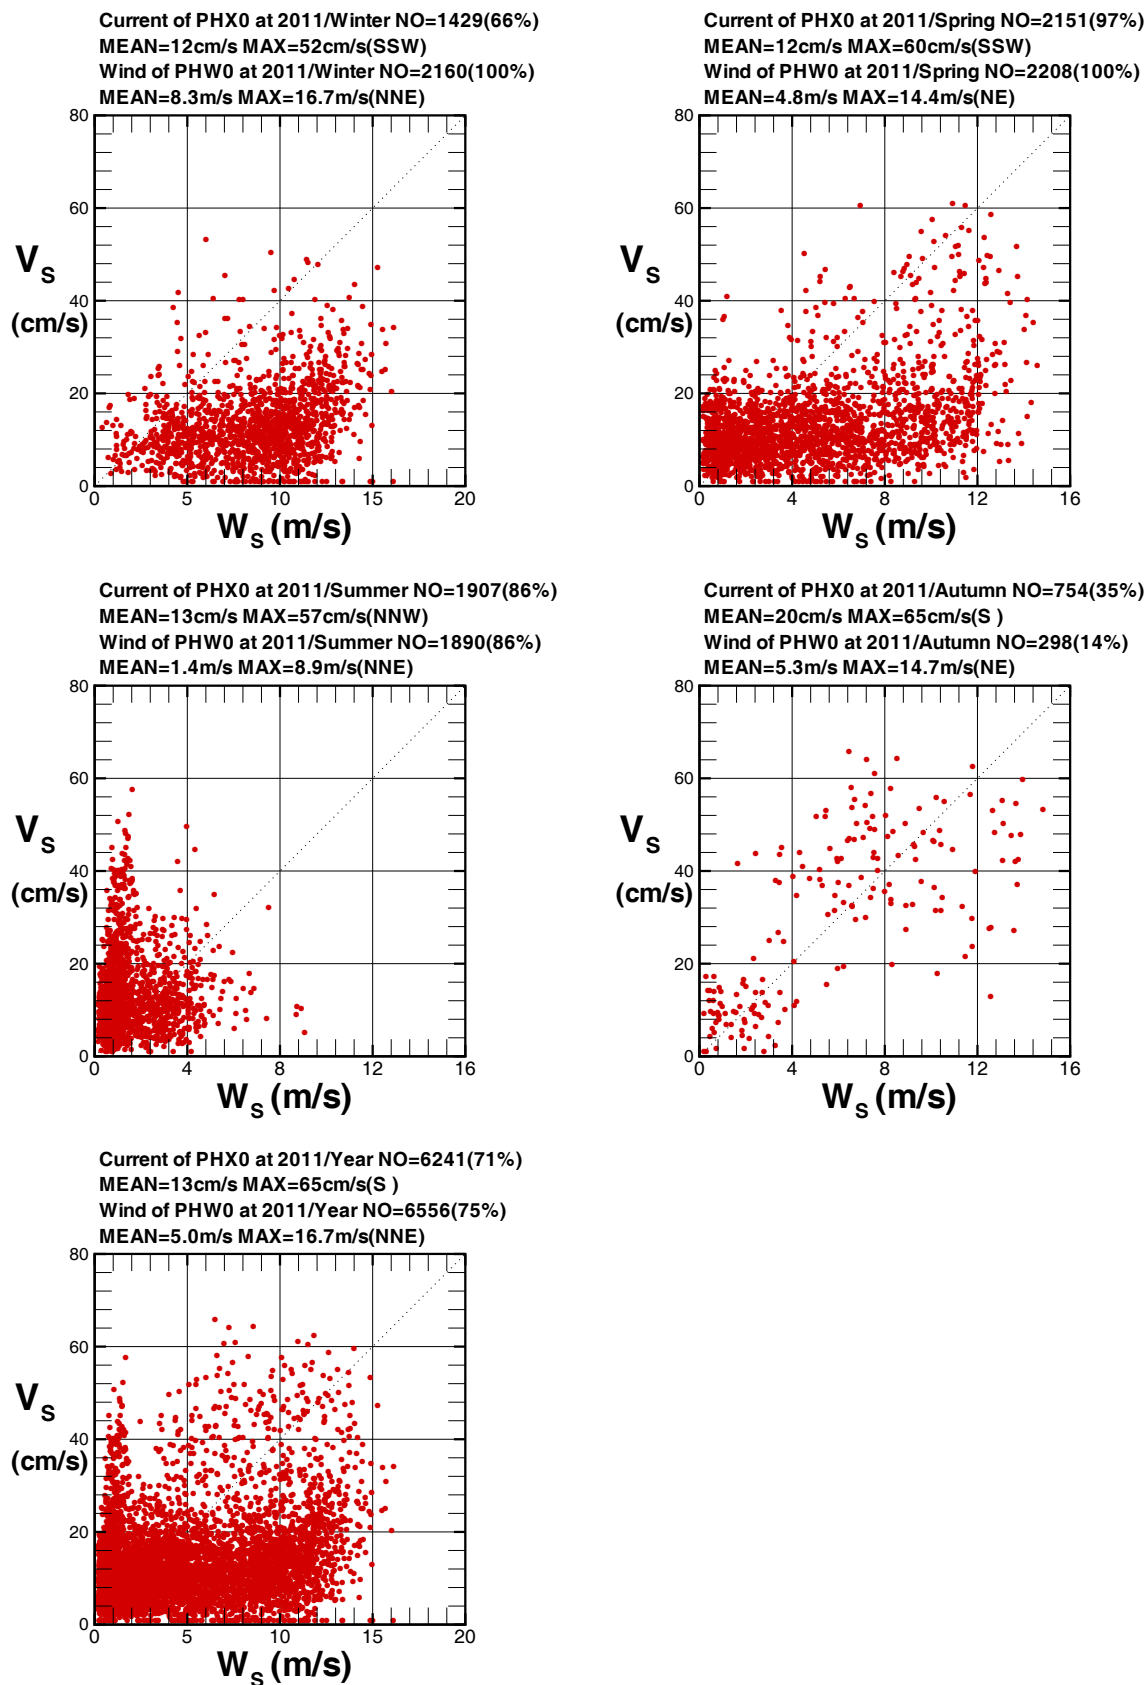 Current of PHX0 at 2011/Winter NO=1429(66%)
MEAN=12cm/s MAX=52cm/s(SSW)
Wind of PHW0 at 2011/Winter NO=2160(100%)
MEAN=8.3m/s MAX=16.7m/s(NNE)
80
60
40
20
0
VS
(cm/s)
0 5 10 15 20
WS (m/s)
Current of PHX0 at 2011/Spring NO=2151(97%)
MEAN=12cm/s MAX=60cm/s(SSW)
Wind of PHW0 at 2011/Spring NO=2208(100%)
MEAN=4.8m/s MAX=14.4m/s(NE)
80
60
40
20
0
VS
(cm/s)
0 4 8 12 16
WS (m/s)
Current of PHX0 at 2011/Summer NO=1907(86%)
MEAN=13cm/s MAX=57cm/s(NNW)
Wind of PHW0 at 2011/Summer NO=1890(86%)
MEAN=1.4m/s MAX=8.9m/s(NNE)
80
60
40
20
0
VS
(cm/s)
0 4 8 12 16
WS (m/s)
Current of PHX0 at 2011/Autumn NO=754(35%)
MEAN=20cm/s MAX=65cm/s(S )
Wind of PHW0 at 2011/Autumn NO=298(14%)
MEAN=5.3m/s MAX=14.7m/s(NE)
80
60
40
20
0
VS
(cm/s)
0 4 8 12 16
WS (m/s)
Current of PHX0 at 2011/Year NO=6241(71%)
MEAN=13cm/s MAX=65cm/s(S )
Wind of PHW0 at 2011/Year NO=6556(75%)
MEAN=5.0m/s MAX=16.7m/s(NNE)
80
60
40
20
0
VS
(cm/s)
0 5 10 15 20
WS (m/s)